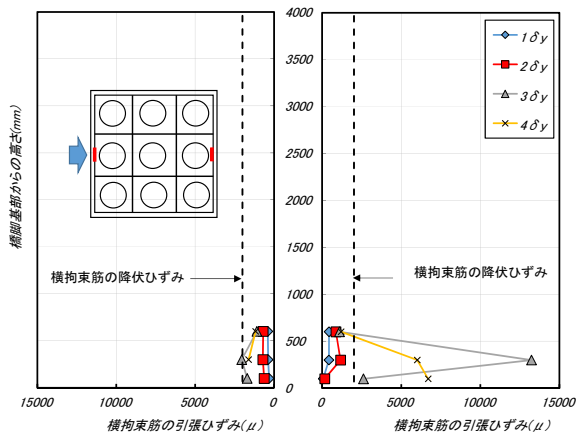 橋脚基部からの高さ(mm)
4000
3500
3000
2500
2000
1500
1000
500
0
1δy
2δy
3δy
4δy
横拘束筋の降伏ひずみ
横拘束筋の降伏ひずみ
15000
10000
5000
0
0
5000
10000
15000
横拘束筋の引張ひずみ(μ)
横拘束筋の引張ひずみ(μ)